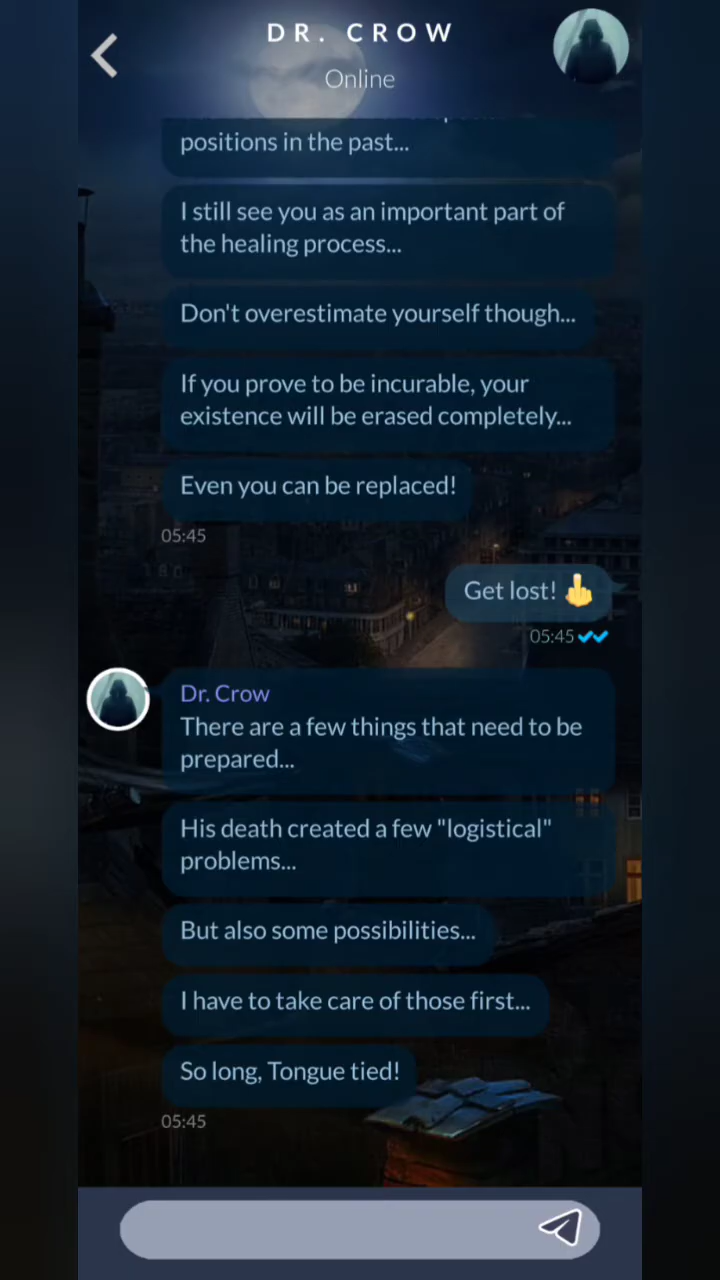 DR. CROW
Online
positions in the past...
I still see you as an important part of
the healing process...
Don't overestimate yourself though...
If you prove to be incurable, your
existence will be erased completely...
Even you can be replaced!
05:45
Get lost! 🖕
05:45
Dr. Crow
There are a few things that need to be
prepared...
His death created a few "logistical"
problems...
But also some possibilities...
I have to take care of those first...
So long, Tongue tied!
05:45